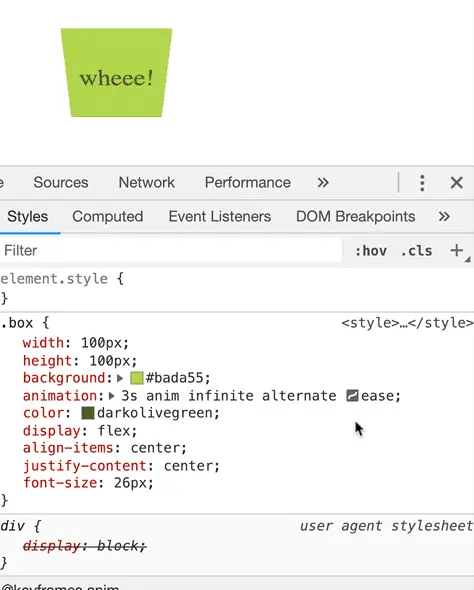 wheee!
e Sources Network Performance »
Styles Computed Event Listeners DOM Breakpoints »
Filter :hov .cls +
element.style {
}
.box { <style>…</style>
width: 100px;
height: 100px;
background: #bada55;
animation: 3s anim infinite alternate ease;
color: darkolivegreen;
display: flex;
align-items: center;
justify-content: center;
font-size: 26px;
}
div { user agent stylesheet
display: block;
}
@keyframes anim